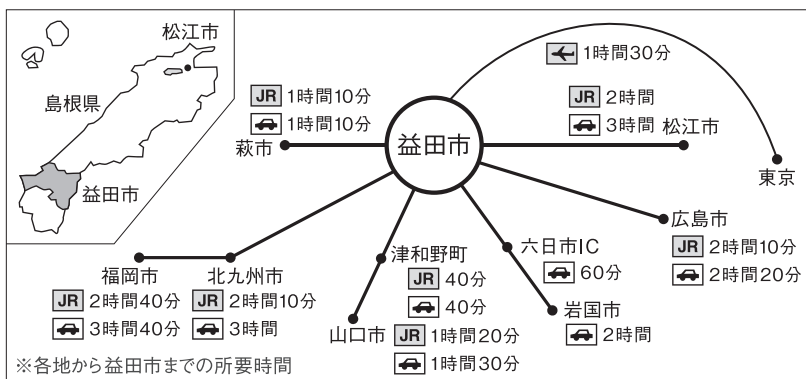 松江市
島根県
益田市
1時間30分
JR 1時間10分
1時間10分
萩市
益田市
JR 2時間
3時間
松江市
東京
広島市
JR 2時間10分
2時間20分
福岡市
JR 2時間40分
3時間40分
北九州市
JR 2時間10分
3時間
津和野町
JR 40分
40分
山口市
JR 1時間20分
1時間30分
六日市IC
60分
岩国市
2時間
※各地から益田市までの所要時間